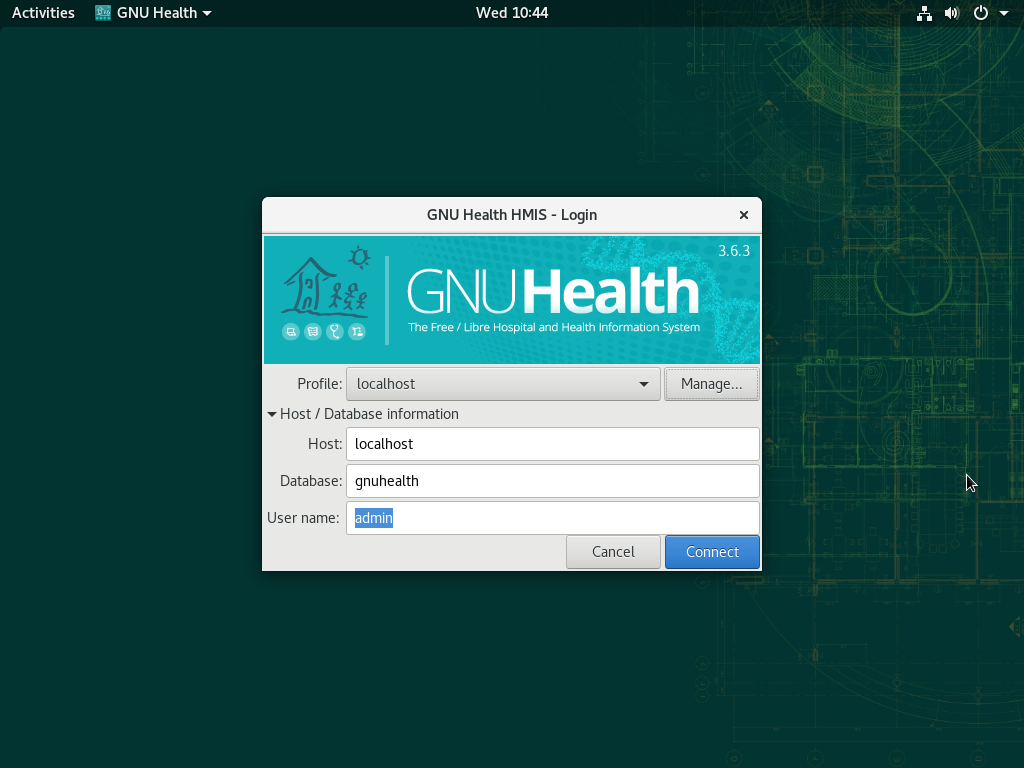 Activities GNU Health Wed 10:44
GNU Health HMIS - Login
3.6.3
GNUHealth
The Free / Libre Hospital and Health Information System
Profile: localhost Manage...
Host / Database information
Host: localhost
Database: gnuhealth
User name: admin
Cancel Connect